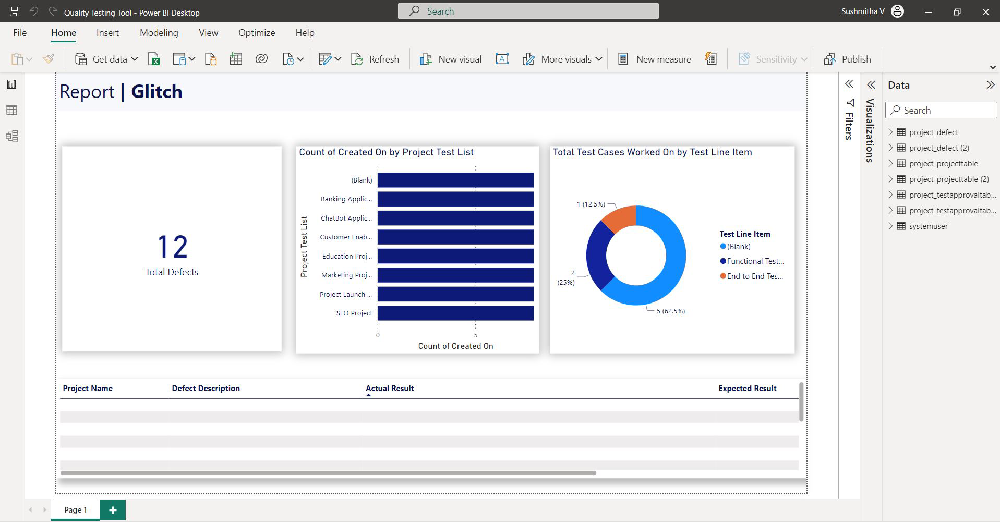 Quality Testing Tool - Power BI Desktop
Search
Sushmitha V
File Home Insert Modeling View Optimize Help
Get data Refresh New visual More visuals New measure Sensitivity Publish
Report | Glitch
12
Total Defects
Count of Created On by Project Test List
Project Test List
(Blank)
Banking Applic...
ChatBot Applic...
Customer Enab...
Education Proj...
Marketing Proj...
Project Launch ...
SEO Project
0 5
Count of Created On
Total Test Cases Worked On by Test Line Item
1 (12.5%)
2
(25%)
5 (62.5%)
Test Line Item
(Blank)
Functional Test...
End to End Tes...
Project Name Defect Description Actual Result Expected Result
Filters
Visualizations
Data
Search
project_defect
project_defect (2)
project_projecttable
project_projecttable (2)
project_testapprovaltab...
project_testapprovaltab...
systemuser
Page 1